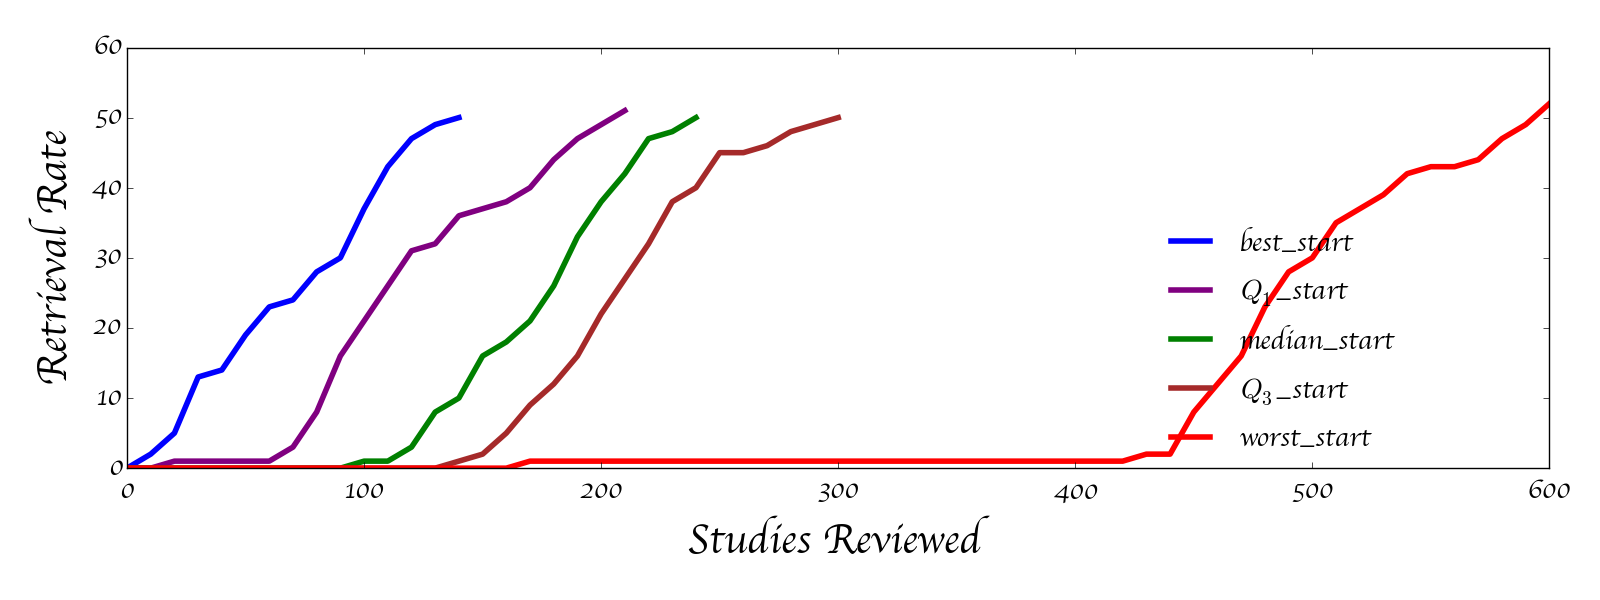 Retrieval Rate
60
50
40
30
20
10
0
0 100 200 300 400 500 600
Studies Reviewed
best_start
Q₁_start
median_start
Q₃_start
worst_start